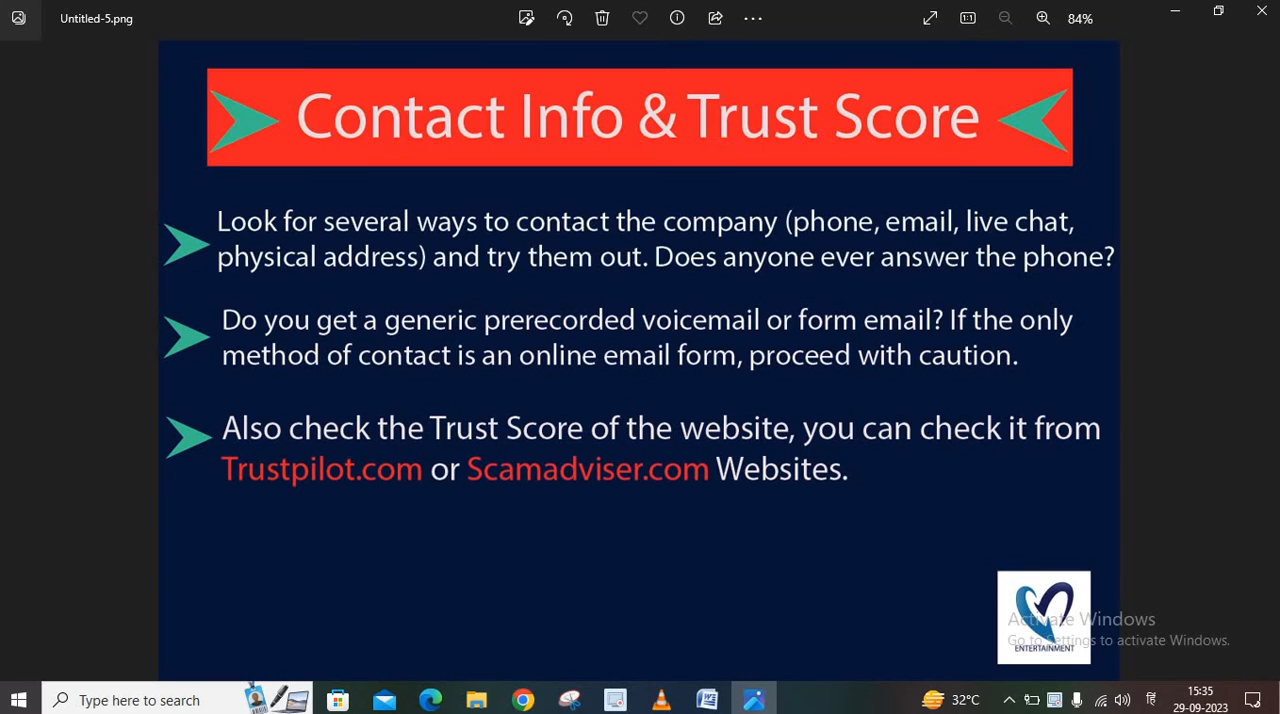 Untitled-5.png
84%
Contact Info & Trust Score
Look for several ways to contact the company (phone, email, live chat,
physical address) and try them out. Does anyone ever answer the phone?
Do you get a generic prerecorded voicemail or form email? If the only
method of contact is an online email form, proceed with caution.
Also check the Trust Score of the website, you can check it from
Trustpilot.com or Scamadviser.com Websites.
Activate Windows
Go to Settings to activate Windows.
ENTERTAINMENT
Type here to search
32°C
हि
15:35
29-09-2023